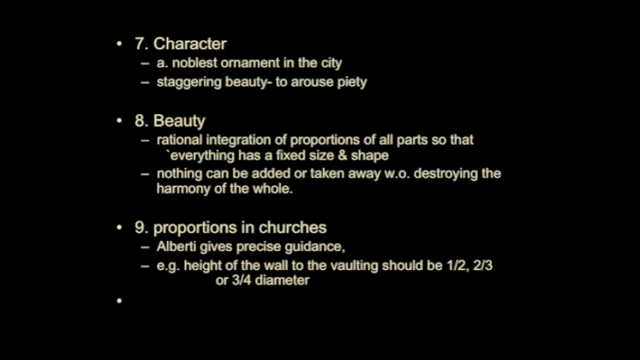 • 7. Character
– a. noblest ornament in the city
– staggering beauty- to arouse piety
• 8. Beauty
– rational integration of proportions of all parts so that
`everything has a fixed size & shape
– nothing can be added or taken away w.o. destroying the
harmony of the whole.
• 9. proportions in churches
– Alberti gives precise guidance,
– e.g. height of the wall to the vaulting should be 1/2, 2/3
or 3/4 diameter
•